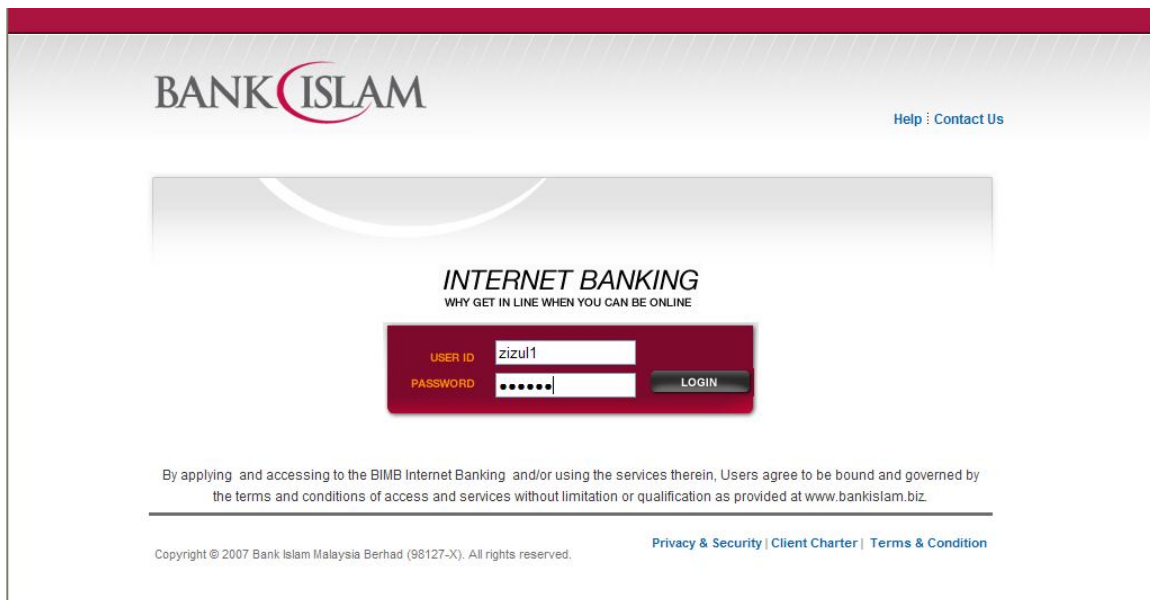 BANK ISLAM
Help Contact Us
INTERNET BANKING
WHY GET IN LINE WHEN YOU CAN BE ONLINE
USER ID zizul1
PASSWORD ●●●●●●
LOGIN
By applying and accessing to the BIMB Internet Banking and/or using the services therein, Users agree to be bound and governed by
the terms and conditions of access and services without limitation or qualification as provided at www.bankislam.biz.
Privacy & Security | Client Charter | Terms & Condition
Copyright © 2007 Bank Islam Malaysia Berhad (98127-X). All rights reserved.